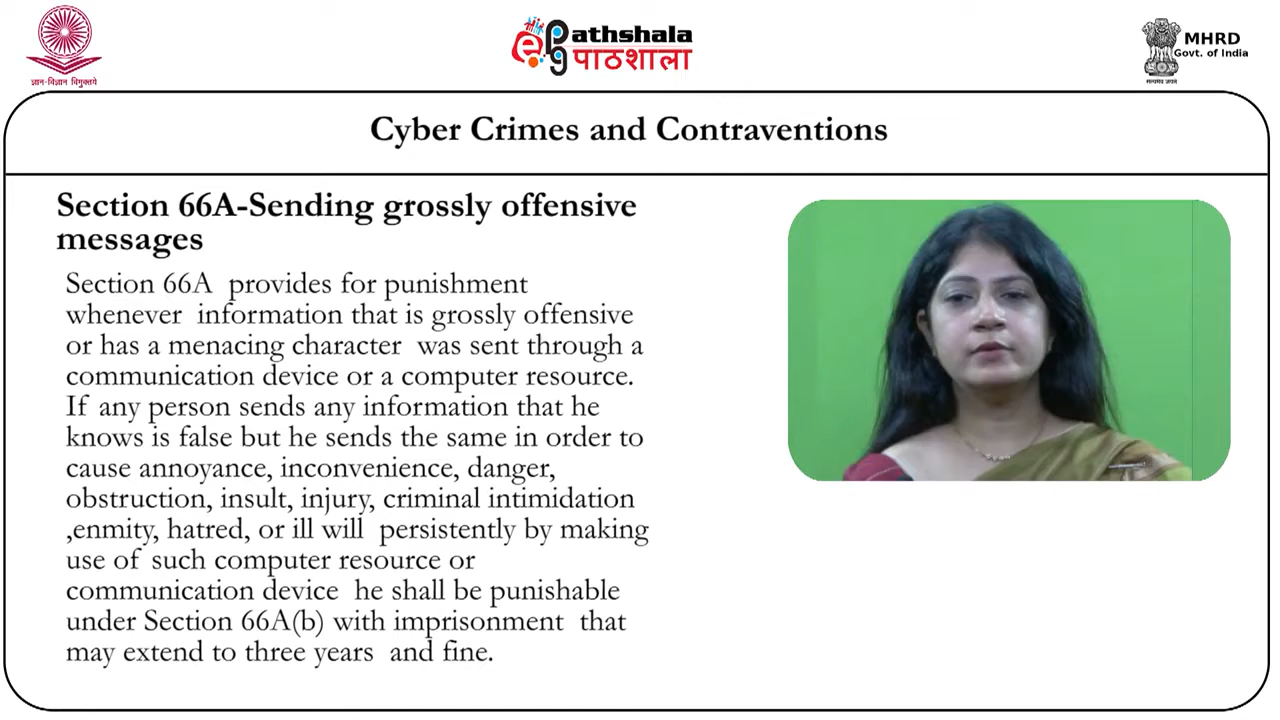 ज्ञान-विज्ञान विमुक्तये
epg Pathshala
पाठशाला
MHRD
Govt. of India
सत्यमेव जयते
Cyber Crimes and Contraventions
Section 66A-Sending grossly offensive
messages
Section 66A provides for punishment
whenever information that is grossly offensive
or has a menacing character was sent through a
communication device or a computer resource.
If any person sends any information that he
knows is false but he sends the same in order to
cause annoyance, inconvenience, danger,
obstruction, insult, injury, criminal intimidation
,enmity, hatred, or ill will persistently by making
use of such computer resource or
communication device he shall be punishable
under Section 66A(b) with imprisonment that
may extend to three years and fine.